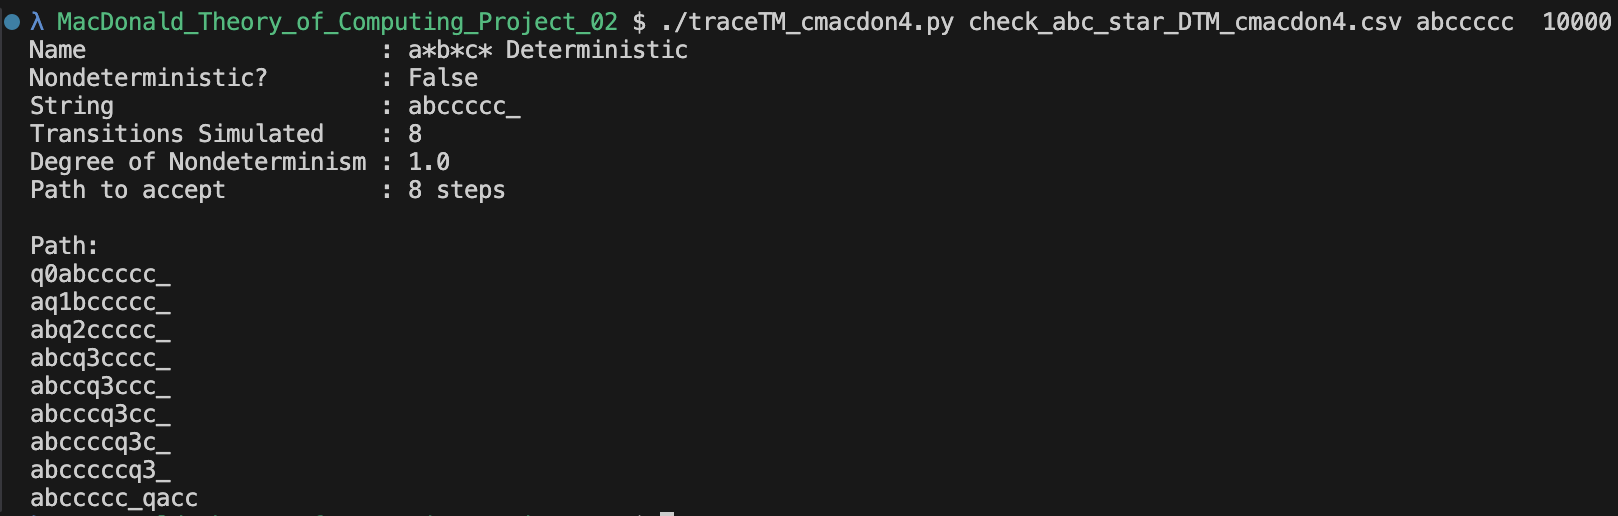 λ MacDonald_Theory_of_Computing_Project_02 $ ./traceTM_cmacdon4.py check_abc_star_DTM_cmacdon4.csv abccccc  10000
Name                     : a*b*c* Deterministic
Nondeterministic?        : False
String                   : abccccc_
Transitions Simulated    : 8
Degree of Nondeterminism : 1.0
Path to accept           : 8 steps
Path:
q0abccccc_
aq1bccccc_
abq2ccccc_
abcq3cccc_
abccq3ccc_
abcccq3cc_
abccccq3c_
abcccccq3_
abccccc_qacc